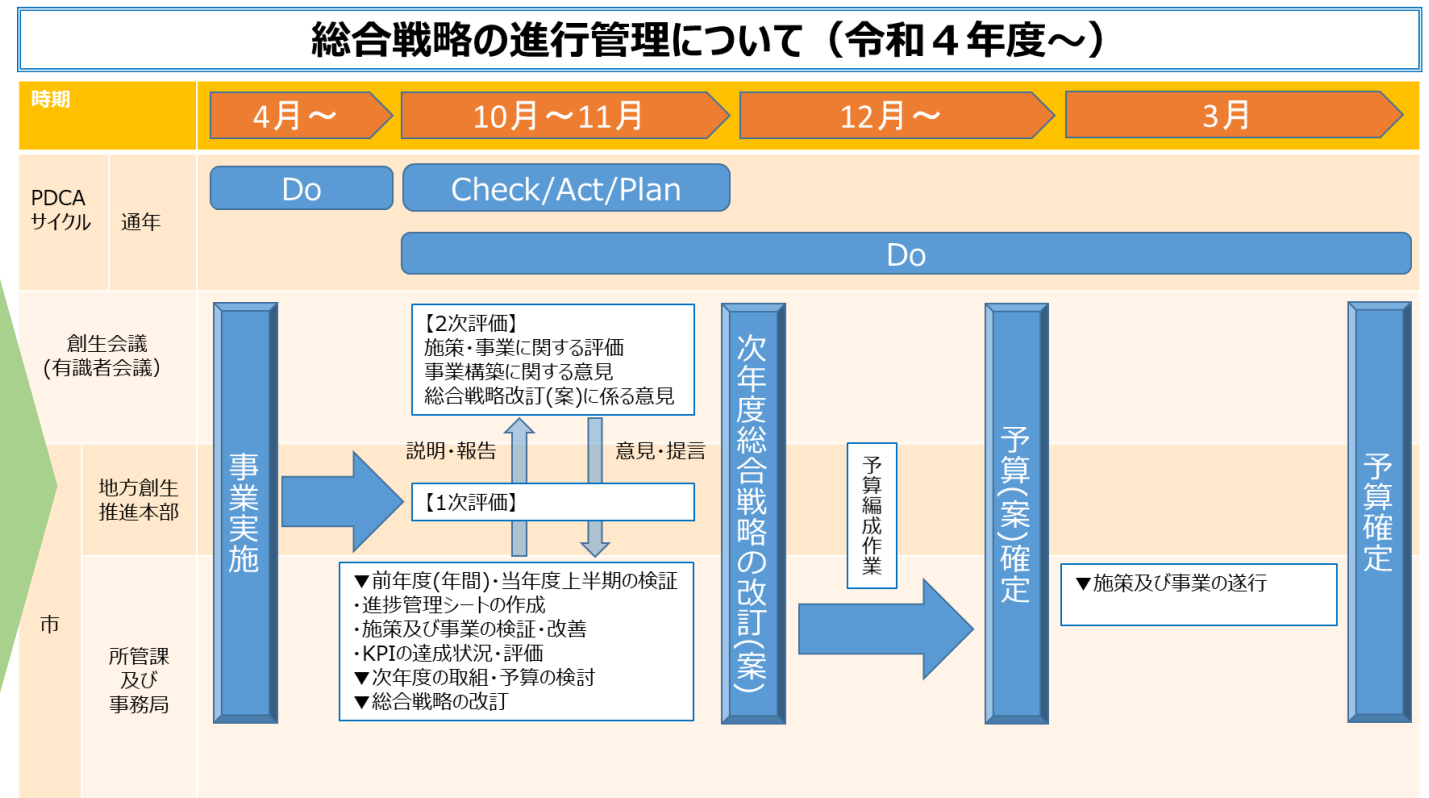 総合戦略の進行管理について（令和４年度～）
時期
4月～
10月～11月
12月～
3月
PDCA
サイクル
通年
Do
Check/Act/Plan
Do
創生会議
(有識者会議)
【2次評価】
施策・事業に関する評価
事業構築に関する意見
総合戦略改訂(案)に係る意見
説明・報告
意見・提言
市
地方創生
推進本部
【1次評価】
所管課
及び
事務局
事業実施
▼前年度(年間)・当年度上半期の検証
・進捗管理シートの作成
・施策及び事業の検証・改善
・KPIの達成状況・評価
▼次年度の取組・予算の検討
▼総合戦略の改訂
次年度総合戦略の改訂(案)
予算編成作業
予算(案)確定
▼施策及び事業の遂行
予算確定